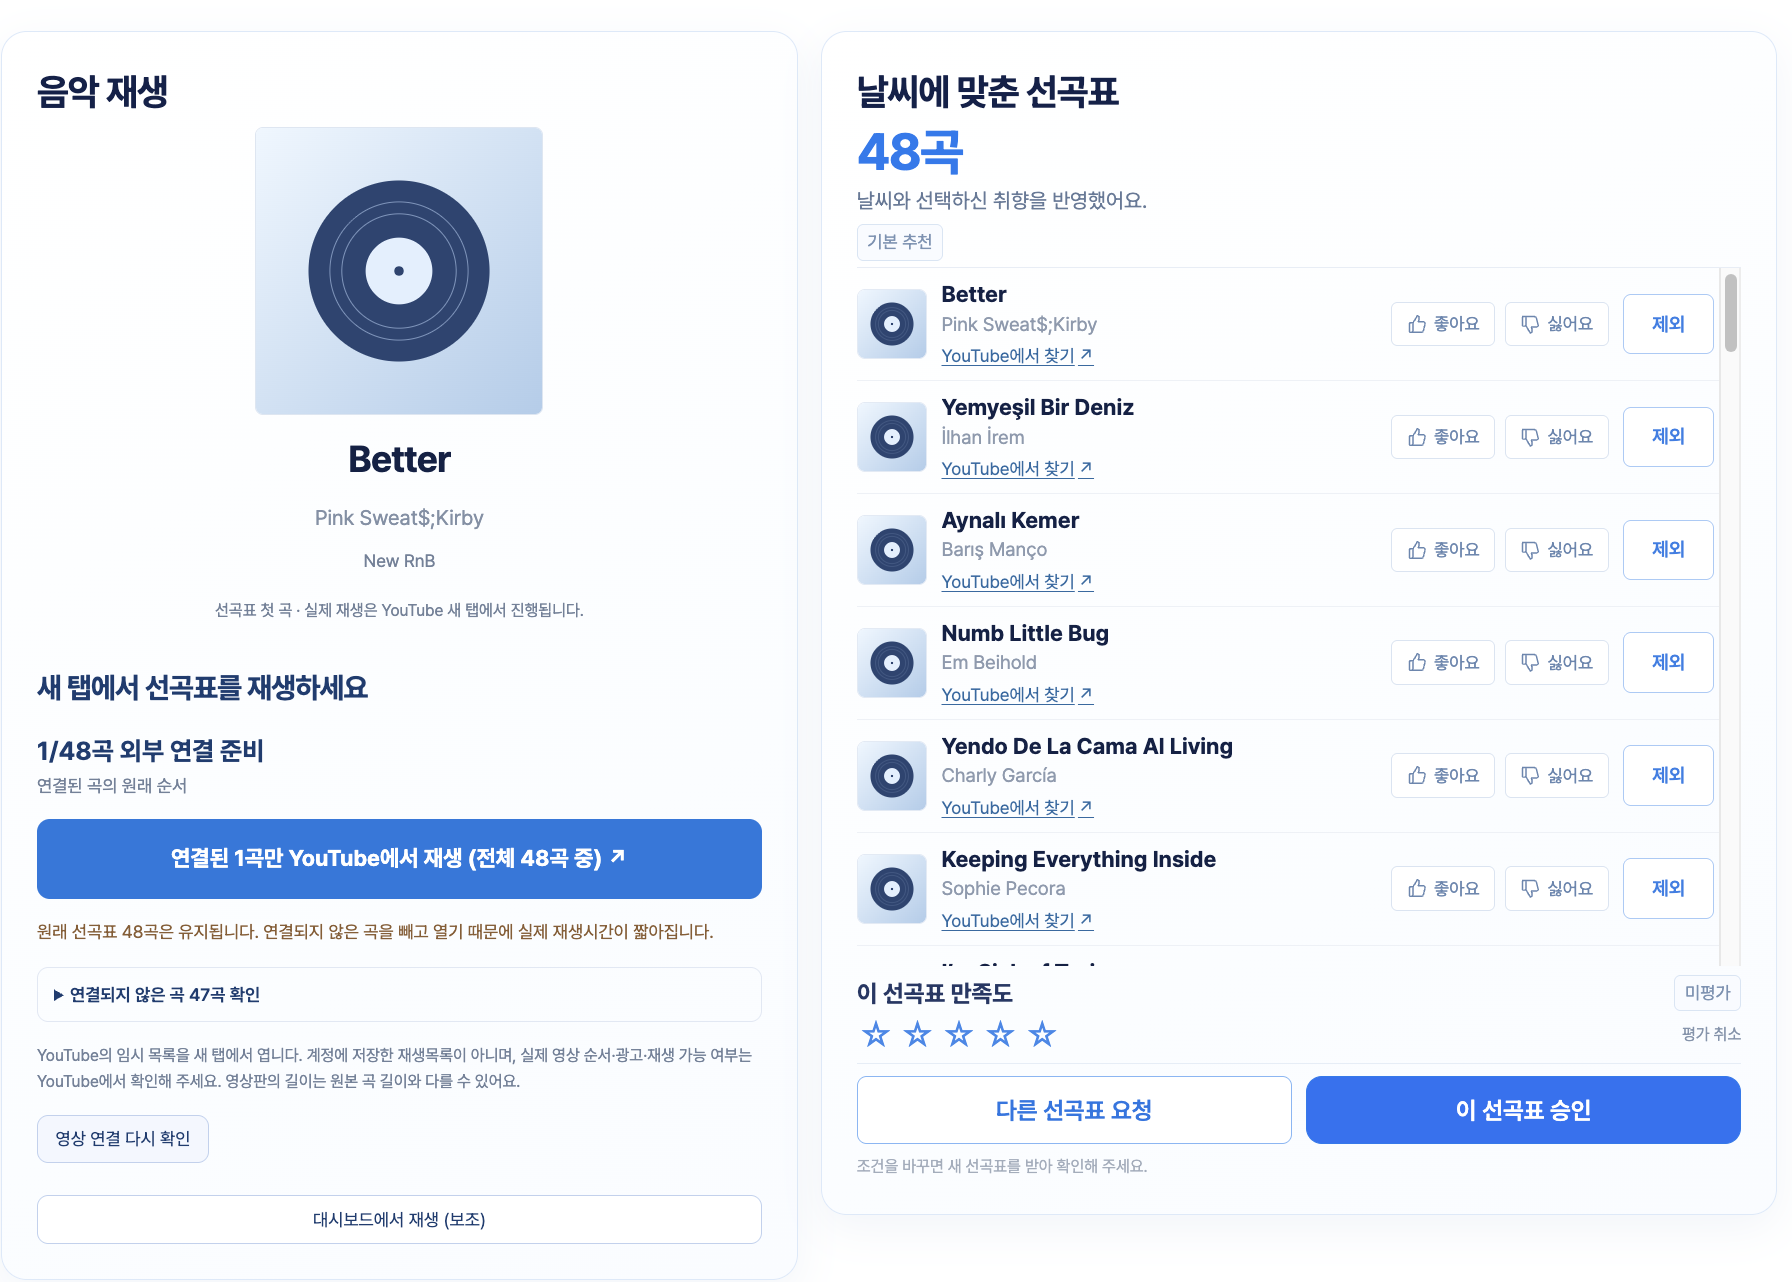 음악 재생
Better
Pink Sweat$;Kirby
New RnB
선곡표 첫 곡 · 실제 재생은 YouTube 새 탭에서 진행됩니다.
새 탭에서 선곡표를 재생하세요
1/48곡 외부 연결 준비
연결된 곡의 원래 순서
연결된 1곡만 YouTube에서 재생 (전체 48곡 중) ↗
원래 선곡표 48곡은 유지됩니다. 연결되지 않은 곡을 빼고 열기 때문에 실제 재생시간이 짧아집니다.
▶ 연결되지 않은 곡 47곡 확인
YouTube의 임시 목록을 새 탭에서 엽니다. 계정에 저장한 재생목록이 아니며, 실제 영상 순서·광고·재생 가능 여부는
YouTube에서 확인해 주세요. 영상판의 길이는 원본 곡 길이와 다를 수 있어요.
영상 연결 다시 확인
대시보드에서 재생 (보조)
날씨에 맞춘 선곡표
48곡
날씨와 선택하신 취향을 반영했어요.
기본 추천
Better
Pink Sweat$;Kirby
YouTube에서 찾기 ↗
좋아요 싫어요 제외
Yemyeşil Bir Deniz
İlhan İrem
YouTube에서 찾기 ↗
좋아요 싫어요 제외
Aynalı Kemer
Barış Manço
YouTube에서 찾기 ↗
좋아요 싫어요 제외
Numb Little Bug
Em Beihold
YouTube에서 찾기 ↗
좋아요 싫어요 제외
Yendo De La Cama Al Living
Charly García
YouTube에서 찾기 ↗
좋아요 싫어요 제외
Keeping Everything Inside
Sophie Pecora
YouTube에서 찾기 ↗
좋아요 싫어요 제외
이 선곡표 만족도
미평가
평가 취소
다른 선곡표 요청
이 선곡표 승인
조건을 바꾸면 새 선곡표를 받아 확인해 주세요.